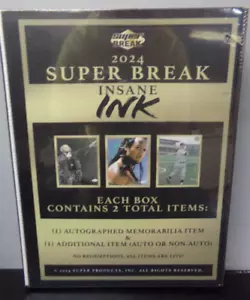 SUPER
BREAK
2024
SUPER BREAK
INSANE
INK
EACH BOX
CONTAINS 2 TOTAL ITEMS:
(1) AUTOGRAPHED MEMORABILIA ITEM
&
(1) ADDITIONAL ITEM (AUTO OR NON-AUTO)
NO REDEMPTIONS, ALL ITEMS ARE LIVE!
© 2024 SUPER PRODUCTS, INC. ALL RIGHTS RESERVED.